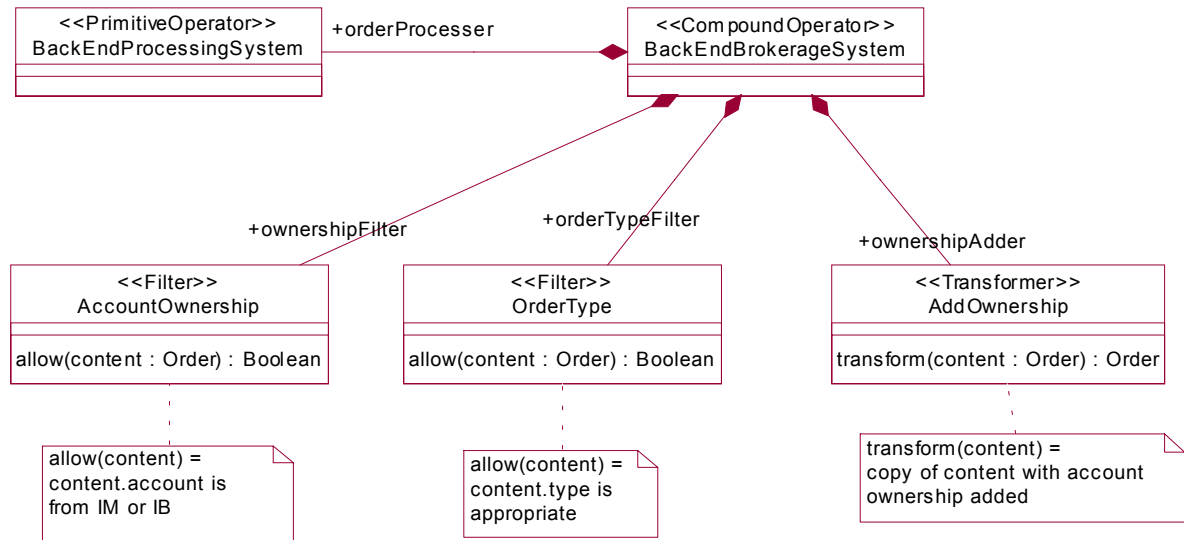 <<PrimitiveOperator>>
BackEndProcessingSystem
+orderProcesser
<<CompoundOperator>>
BackEndBrokerageSystem
+ownershipFilter
+orderTypeFilter
+ownershipAdder
<<Filter>>
AccountOwnership
allow(content : Order) : Boolean
<<Filter>>
OrderType
allow(content : Order) : Boolean
<<Transformer>>
AddOwnership
transform(content : Order) : Order
allow(content) =
content.account is
from IM or IB
allow(content) =
content.type is
appropriate
transform(content) =
copy of content with account
ownership added